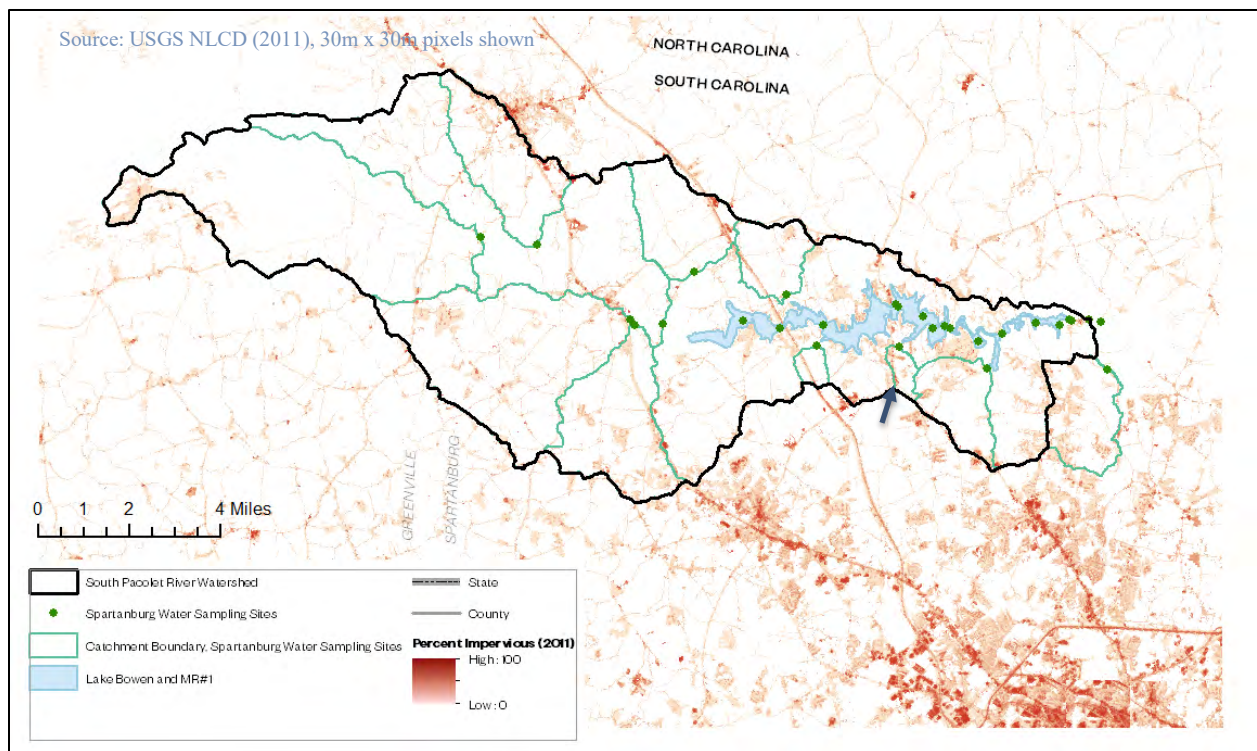 Source: USGS NLCD (2011), 30m x 30m pixels shown
NORTH CAROLINA
SOUTH CAROLINA
GREENVILLE
SPARTANBURG
0 1 2 4 Miles
South Pacolet River Watershed
Spartanburg Water Sampling Sites
Catchment Boundary, Spartanburg Water Sampling Sites
Lake Bowen and MR#1
State
County
Percent Impervious (2011)
High : 100
Low : 0